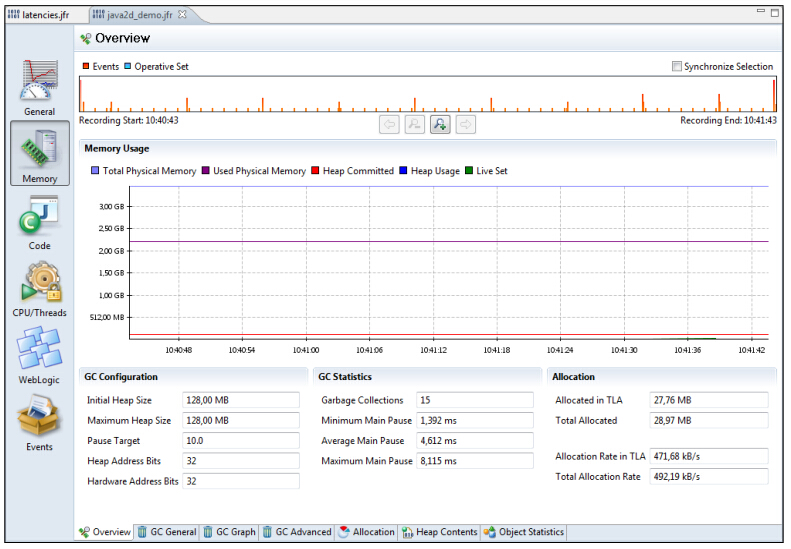 latencies.jfr java2d_demo.jfr
Overview
Events Operative Set Synchronize Selection
Recording Start: 10:40:43 Recording End: 10:41:43
General
Memory
Code
CPU/Threads
WebLogic
Events
Memory Usage
Total Physical Memory Used Physical Memory Heap Committed Heap Usage Live Set
3,00 GB
2,50 GB
2,00 GB
1,50 GB
1,00 GB
512,00 MB
10:40:48 10:40:54 10:41:00 10:41:06 10:41:12 10:41:18 10:41:24 10:41:30 10:41:36 10:41:42
GC Configuration
Initial Heap Size 128,00 MB
Maximum Heap Size 128,00 MB
Pause Target 10.0
Heap Address Bits 32
Hardware Address Bits 32
GC Statistics
Garbage Collections 15
Minimum Main Pause 1,392 ms
Average Main Pause 4,612 ms
Maximum Main Pause 8,115 ms
Allocation
Allocated in TLA 27,76 MB
Total Allocated 28,97 MB
Allocation Rate in TLA 471,68 kB/s
Total Allocation Rate 492,19 kB/s
Overview GC General GC Graph GC Advanced Allocation Heap Contents Object Statistics